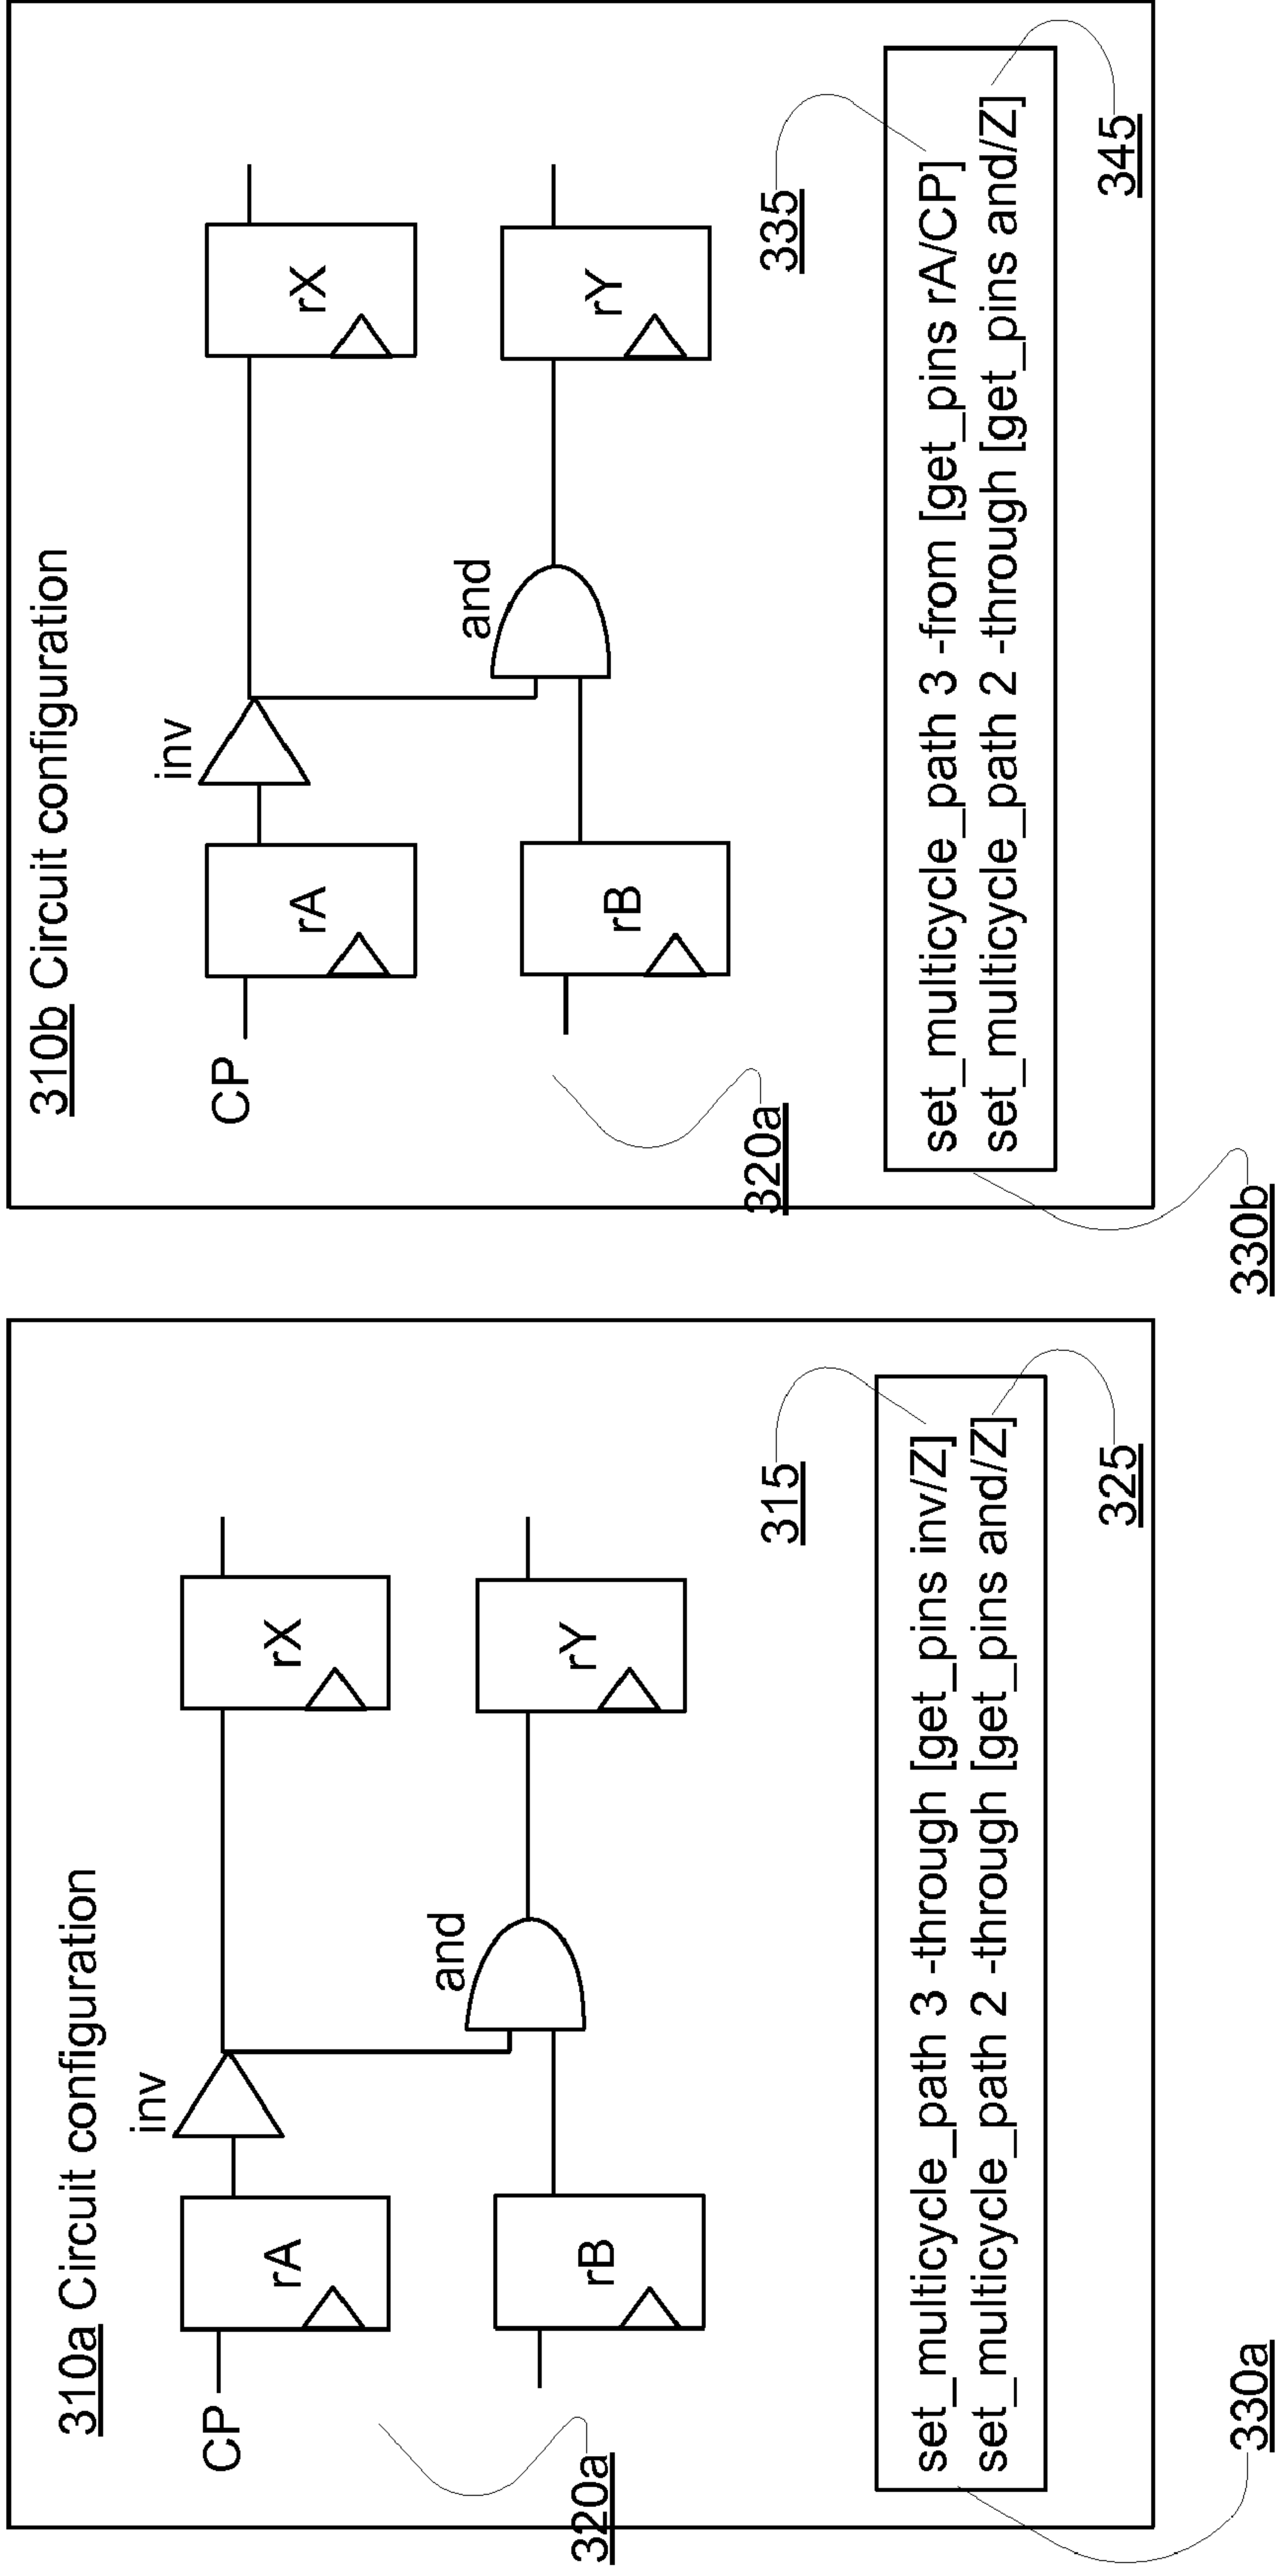 310a Circuit configuration
inv
CP
rA
rX
and
rB
rY
320a
315
set_multicycle_path 3 -through [get_pins inv/Z]
set_multicycle_path 2 -through [get_pins and/Z]
325
330a
310b Circuit configuration
inv
CP
rA
rX
and
rB
rY
320a
335
set_multicycle_path 3 -from [get_pins rA/CP]
set_multicycle_path 2 -through [get_pins and/Z]
345
330b